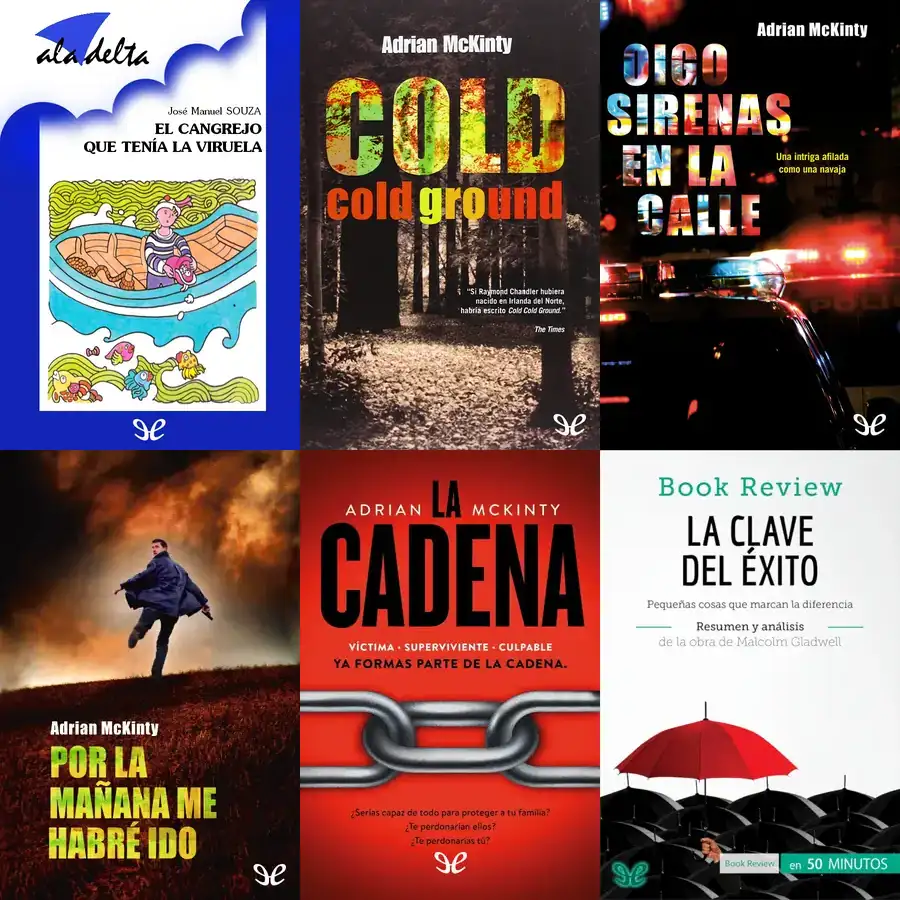 ala delta
José Manuel SOUZA
EL CANGREJO
QUE TENÍA LA VIRUELA
Adrian McKinty
COLD
cold ground
"Si Raymond Chandler hubiera
nacido en Irlanda del Norte,
habría escrito Cold Cold Ground."
The Times
Adrian McKinty
OIGO
SIRENAS
EN LA
CALLE
Una intriga afilada
como una navaja
Adrian McKinty
POR LA
MAÑANA ME
HABRÉ IDO
ADRIAN MCKINTY
LA
CADENA
VÍCTIMA · SUPERVIVIENTE · CULPABLE
YA FORMAS PARTE DE LA CADENA.
¿Serías capaz de todo para proteger a tu familia?
¿Te perdonarían ellos?
¿Te perdonarías tú?
Book Review
LA CLAVE
DEL ÉXITO
Pequeñas cosas que marcan la diferencia
Resumen y análisis
de la obra de Malcolm Gladwell
Book Review en 50 MINUTOS